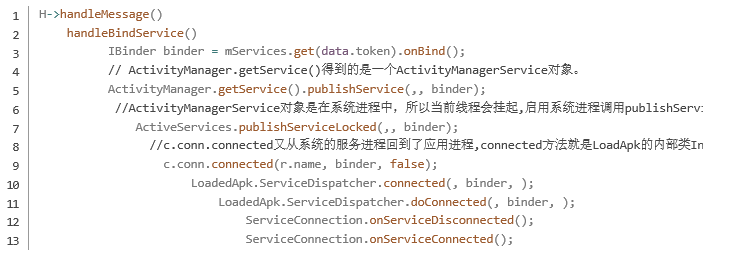 1 H->handleMessage()
2 handleBindService()
3 IBinder binder = mServices.get(data.token).onBind();
4 // ActivityManager.getService()得到的是一个ActivityManagerService对象。
5 ActivityManager.getService().publishService(,, binder);
6 //ActivityManagerService对象是在系统进程中，所以当前线程会挂起,启用系统进程调用publishServi
7 ActiveServices.publishServiceLocked(,, binder);
8 //c.conn.connected又从系统的服务进程回到了应用进程,connected方法就是LoadApk的内部类In
9 c.conn.connected(r.name, binder, false);
10 LoadedApk.ServiceDispatcher.connected(, binder, );
11 LoadedApk.ServiceDispatcher.doConnected(, binder, );
12 ServiceConnection.onServiceDisconnected();
13 ServiceConnection.onServiceConnected();